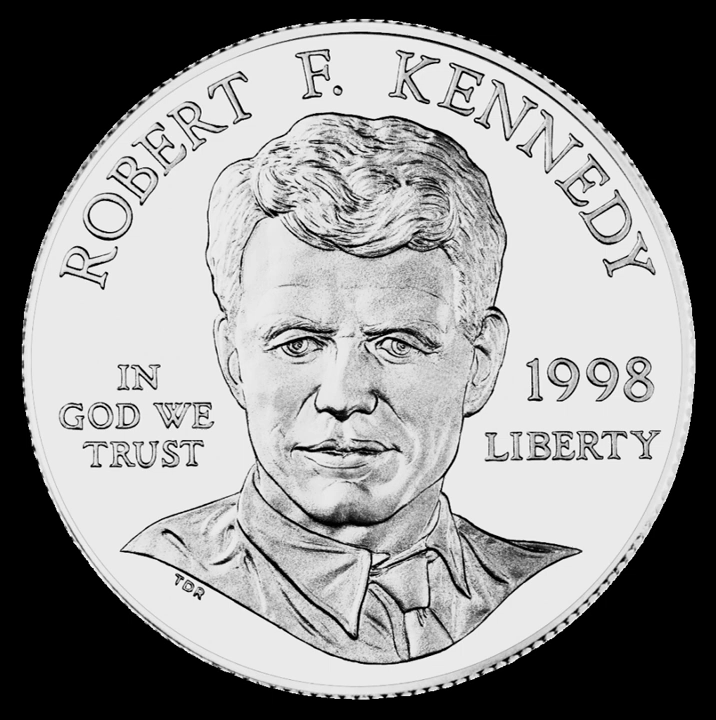 ROBERT F. KENNEDY
IN
GOD WE
TRUST
1998
LIBERTY
TDR